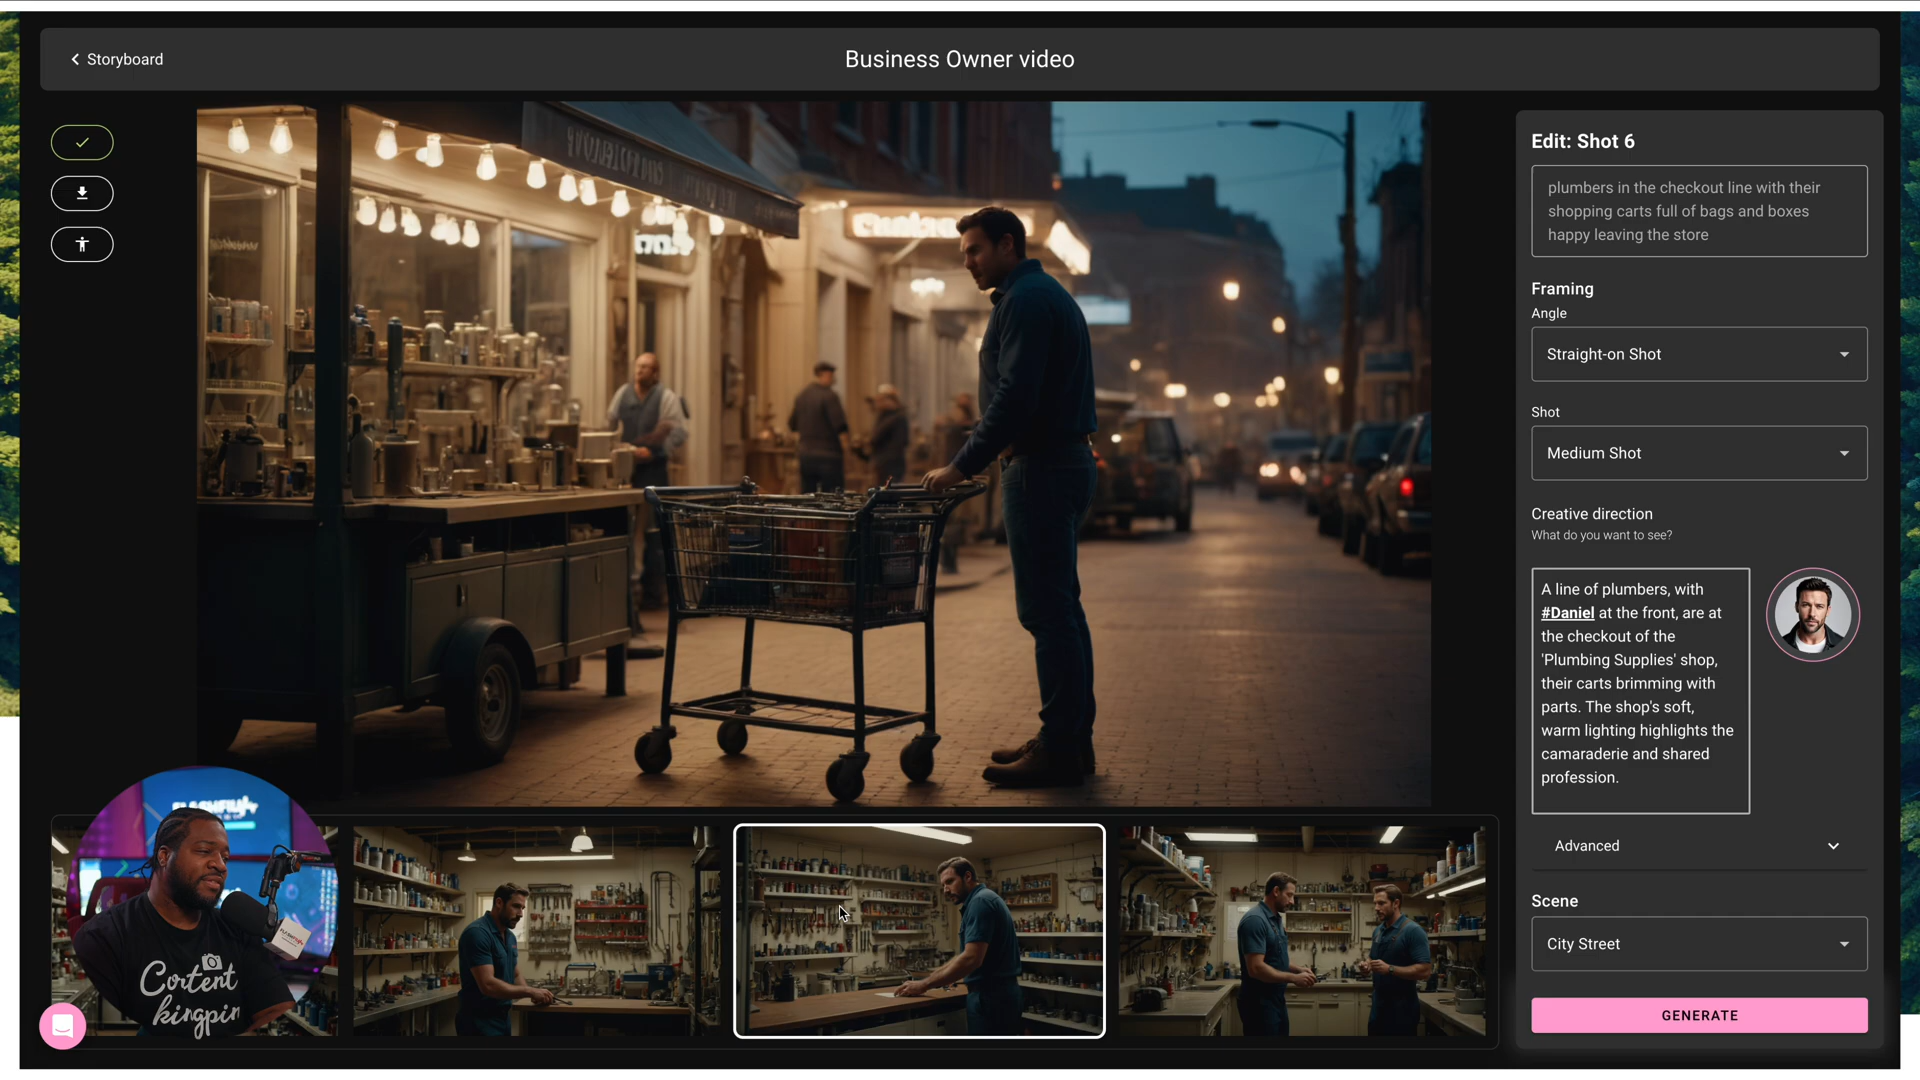 Storyboard
Business Owner video
Edit: Shot 6
plumbers in the checkout line with their
shopping carts full of bags and boxes
happy leaving the store
Framing
Angle
Straight-on Shot
Shot
Medium Shot
Creative direction
What do you want to see?
A line of plumbers, with
#Daniel at the front, are at
the checkout of the
'Plumbing Supplies' shop,
their carts brimming with
parts. The shop's soft,
warm lighting highlights the
camaraderie and shared
profession.
Advanced
Scene
City Street
GENERATE
Content
kingpin